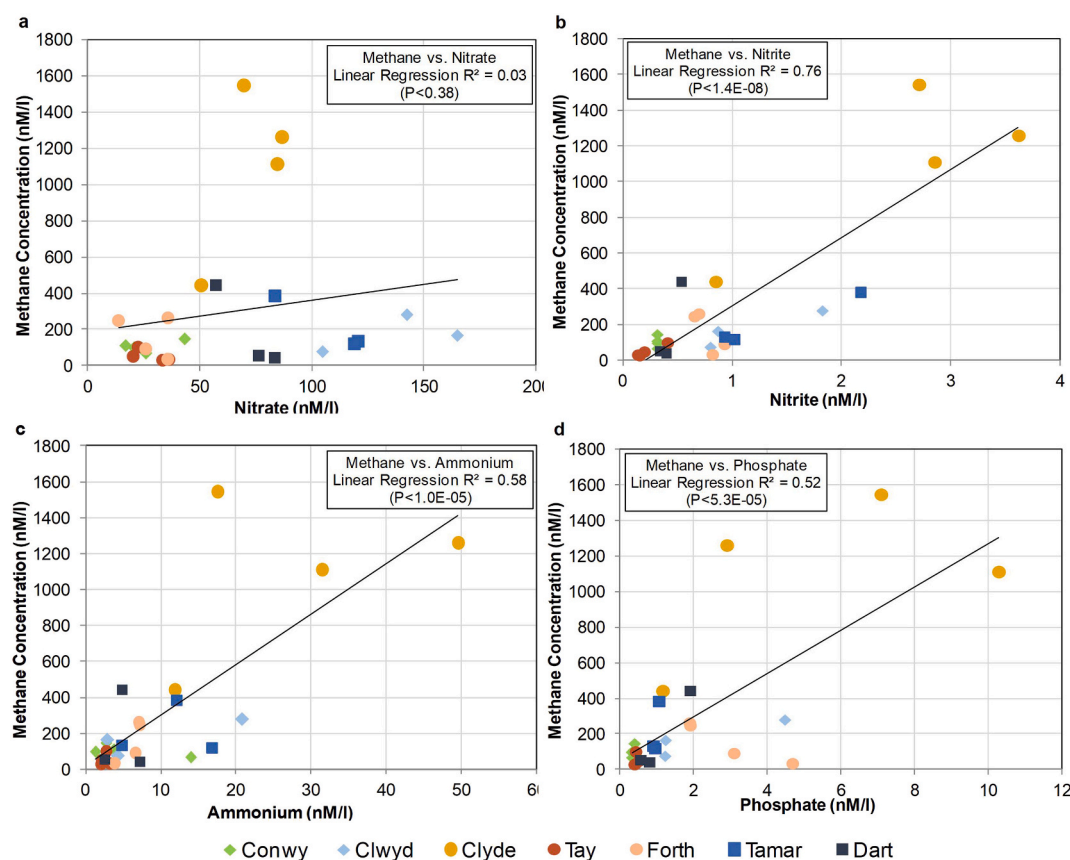 a
Methane vs. Nitrate
Linear Regression R² = 0.03
(P<0.38)
Methane Concentration (nM/l)
1800
1600
1400
1200
1000
800
600
400
200
0
0 50 100 150 200
Nitrate (nM/l)
b
Methane vs. Nitrite
Linear Regression R² = 0.76
(P<1.4E-08)
Methane Concentration (nM/l)
1800
1600
1400
1200
1000
800
600
400
200
0
0 1 2 3 4
Nitrite (nM/l)
c
Methane vs. Ammonium
Linear Regression R² = 0.58
(P<1.0E-05)
Methane Concentration (nM/l)
1800
1600
1400
1200
1000
800
600
400
200
0
0 10 20 30 40 50 60
Ammonium (nM/l)
d
Methane vs. Phosphate
Linear Regression R² = 0.52
(P<5.3E-05)
Methane Concentration (nM/l)
1800
1600
1400
1200
1000
800
600
400
200
0
0 2 4 6 8 10 12
Phosphate (nM/l)
Conwy Clwyd Clyde Tay Forth Tamar Dart